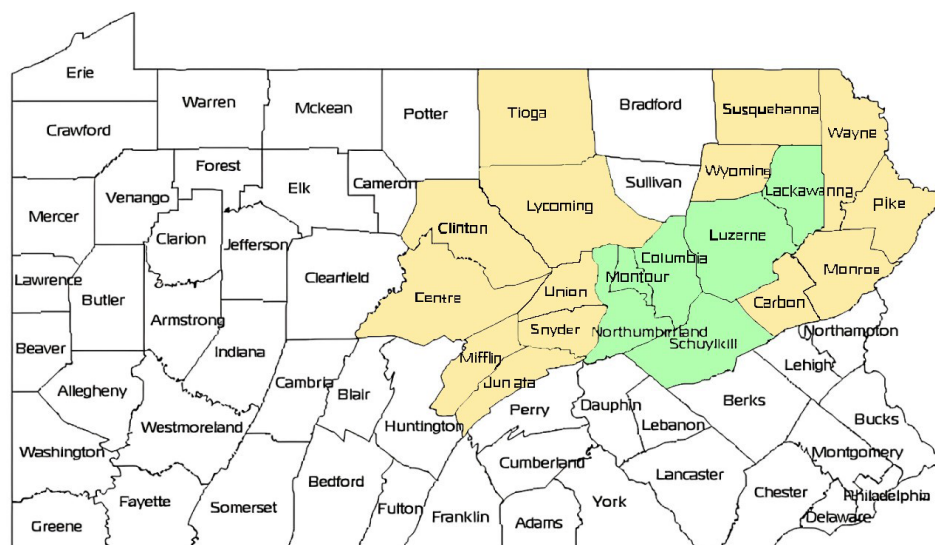 Erie
Warren
Mckean
Potter
Tioga
Bradford
Susquehanna
Wayne
Crawford
Forest
Elk
Cameron
Sullivan
Wyoming
Lackawanna
Mercer
Venango
Clarion
Jefferson
Clinton
Lycoming
Luzerne
Pike
Lawrence
Butler
Clearfield
Centre
Union
Montour
Columbia
Carbon
Monroe
Beaver
Armstrong
Indiana
Snyder
Northumberland
Schuylkill
Northampton
Allegheny
Cambria
Blair
Mifflin
Juniata
Lehigh
Washington
Westmoreland
Huntington
Perry
Dauphin
Lebanon
Berks
Bucks
Greene
Fayette
Somerset
Bedford
Fulton
Franklin
Cumberland
Adams
York
Lancaster
Chester
Montgomery
Delaware
Philadelphia